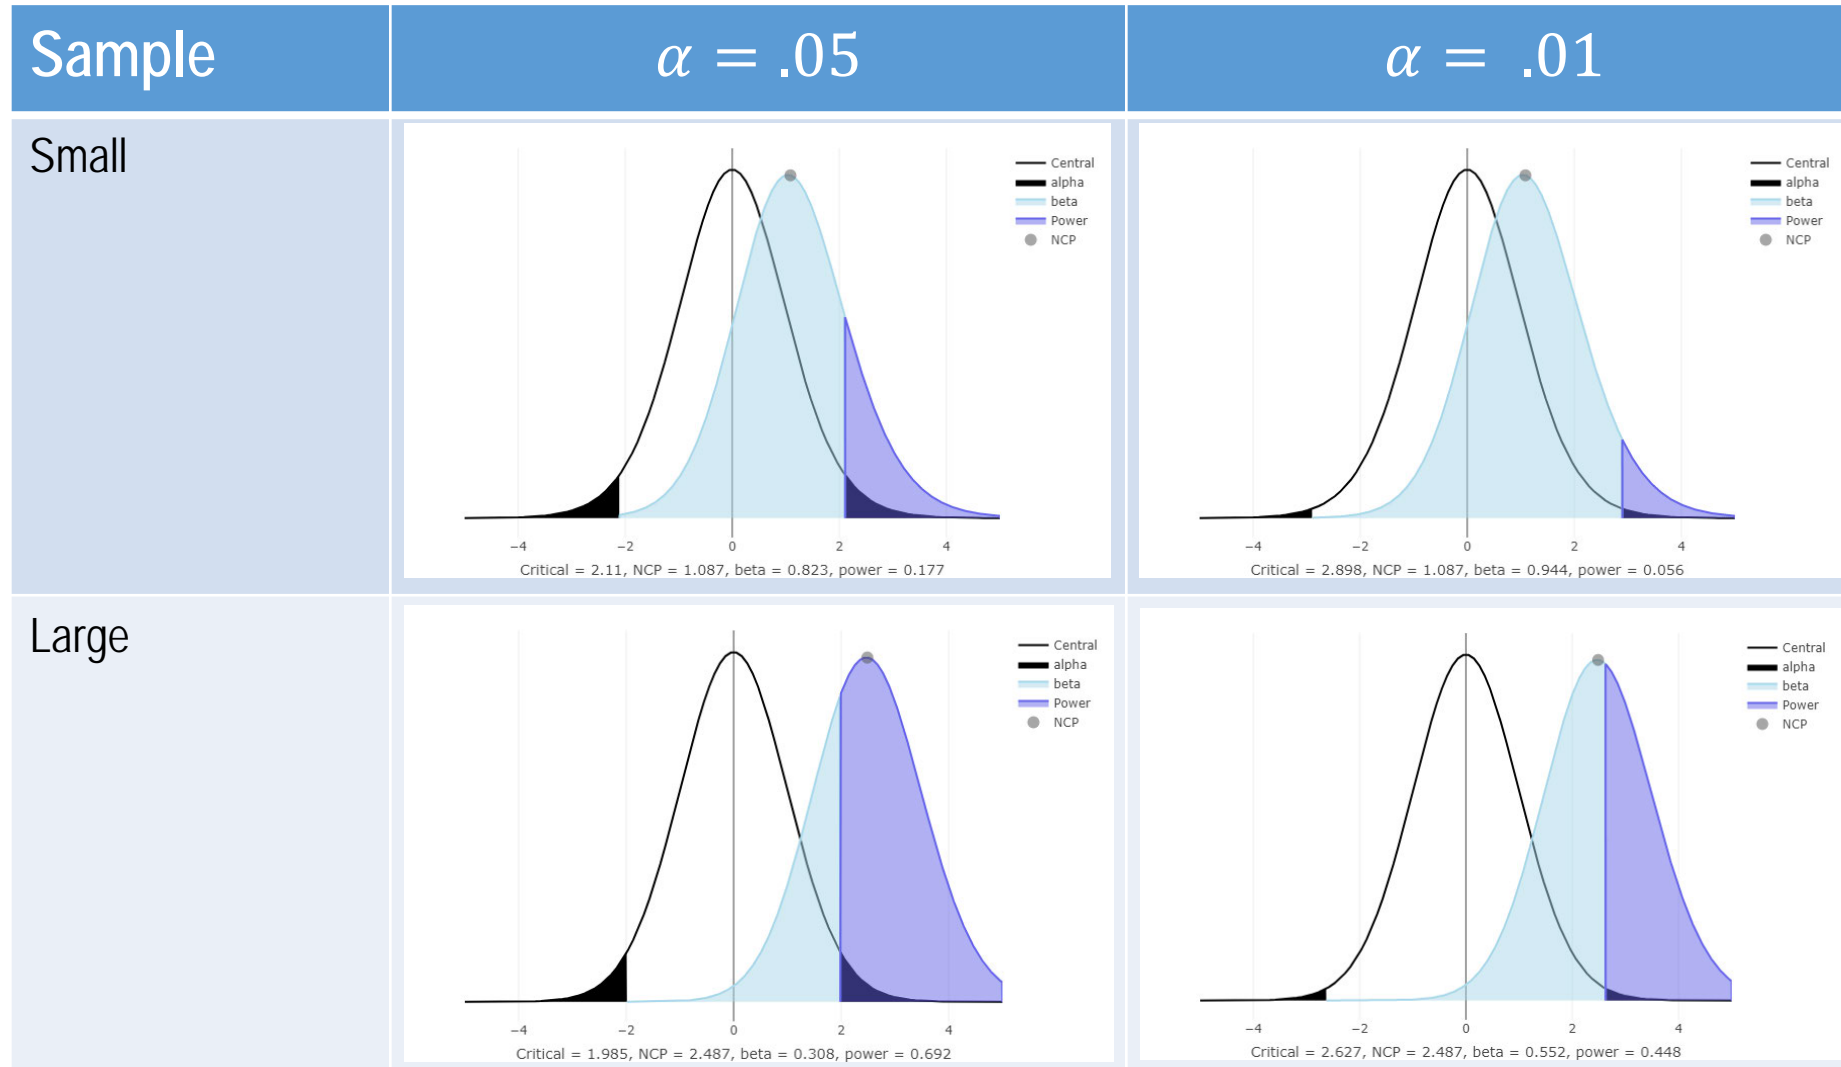 Sample
α = .05
α = .01
Small
Central
alpha
beta
Power
NCP
−4 −2 0 2 4
Critical = 2.11, NCP = 1.087, beta = 0.823, power = 0.177
Central
alpha
beta
Power
NCP
−4 −2 0 2 4
Critical = 2.898, NCP = 1.087, beta = 0.944, power = 0.056
Large
Central
alpha
beta
Power
NCP
−4 −2 0 2 4
Critical = 1.985, NCP = 2.487, beta = 0.308, power = 0.692
Central
alpha
beta
Power
NCP
−4 −2 0 2 4
Critical = 2.627, NCP = 2.487, beta = 0.552, power = 0.448